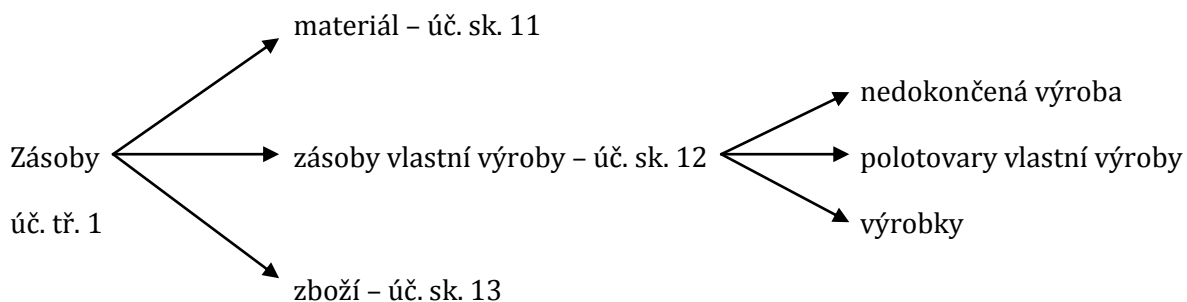 materiál – úč. sk. 11
Zásoby
úč. tř. 1
zásoby vlastní výroby – úč. sk. 12
nedokončená výroba
polotovary vlastní výroby
výrobky
zboží – úč. sk. 13